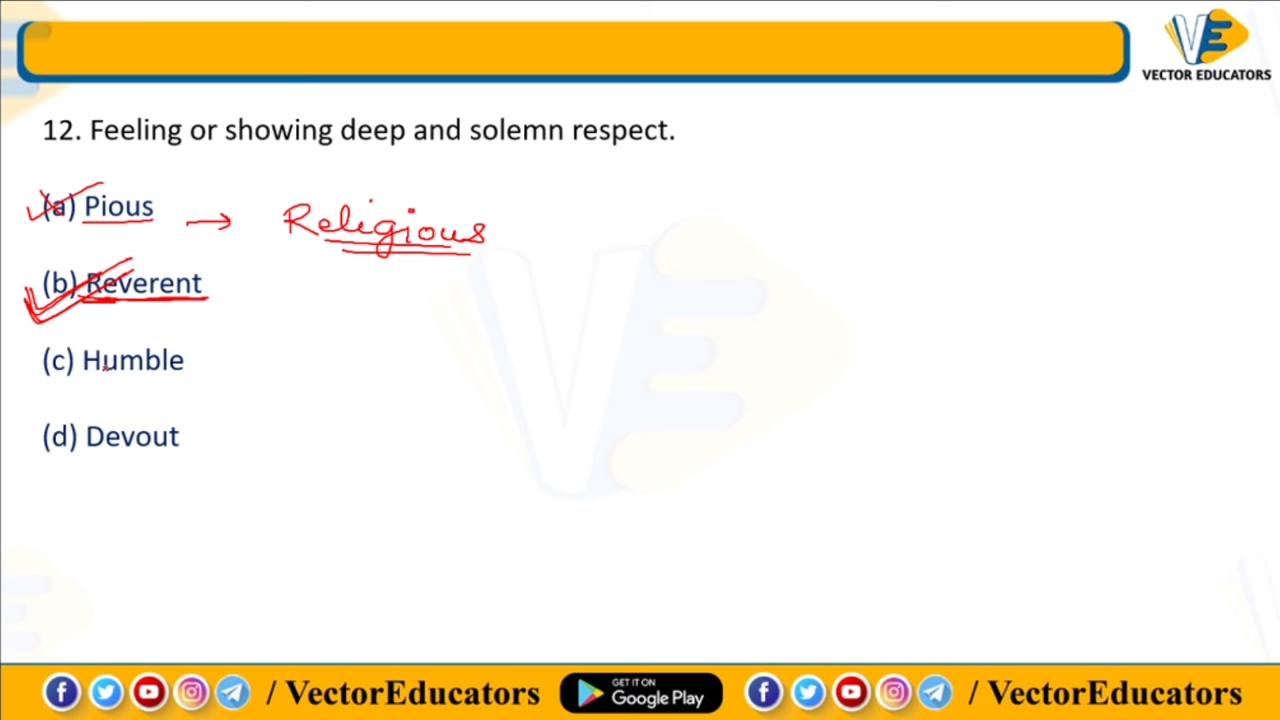 VECTOR EDUCATORS
12. Feeling or showing deep and solemn respect.
(a) Pious → Religious
(b) Reverent
(c) Humble
(d) Devout
/ VectorEducators GET IT ON Google Play / VectorEducators